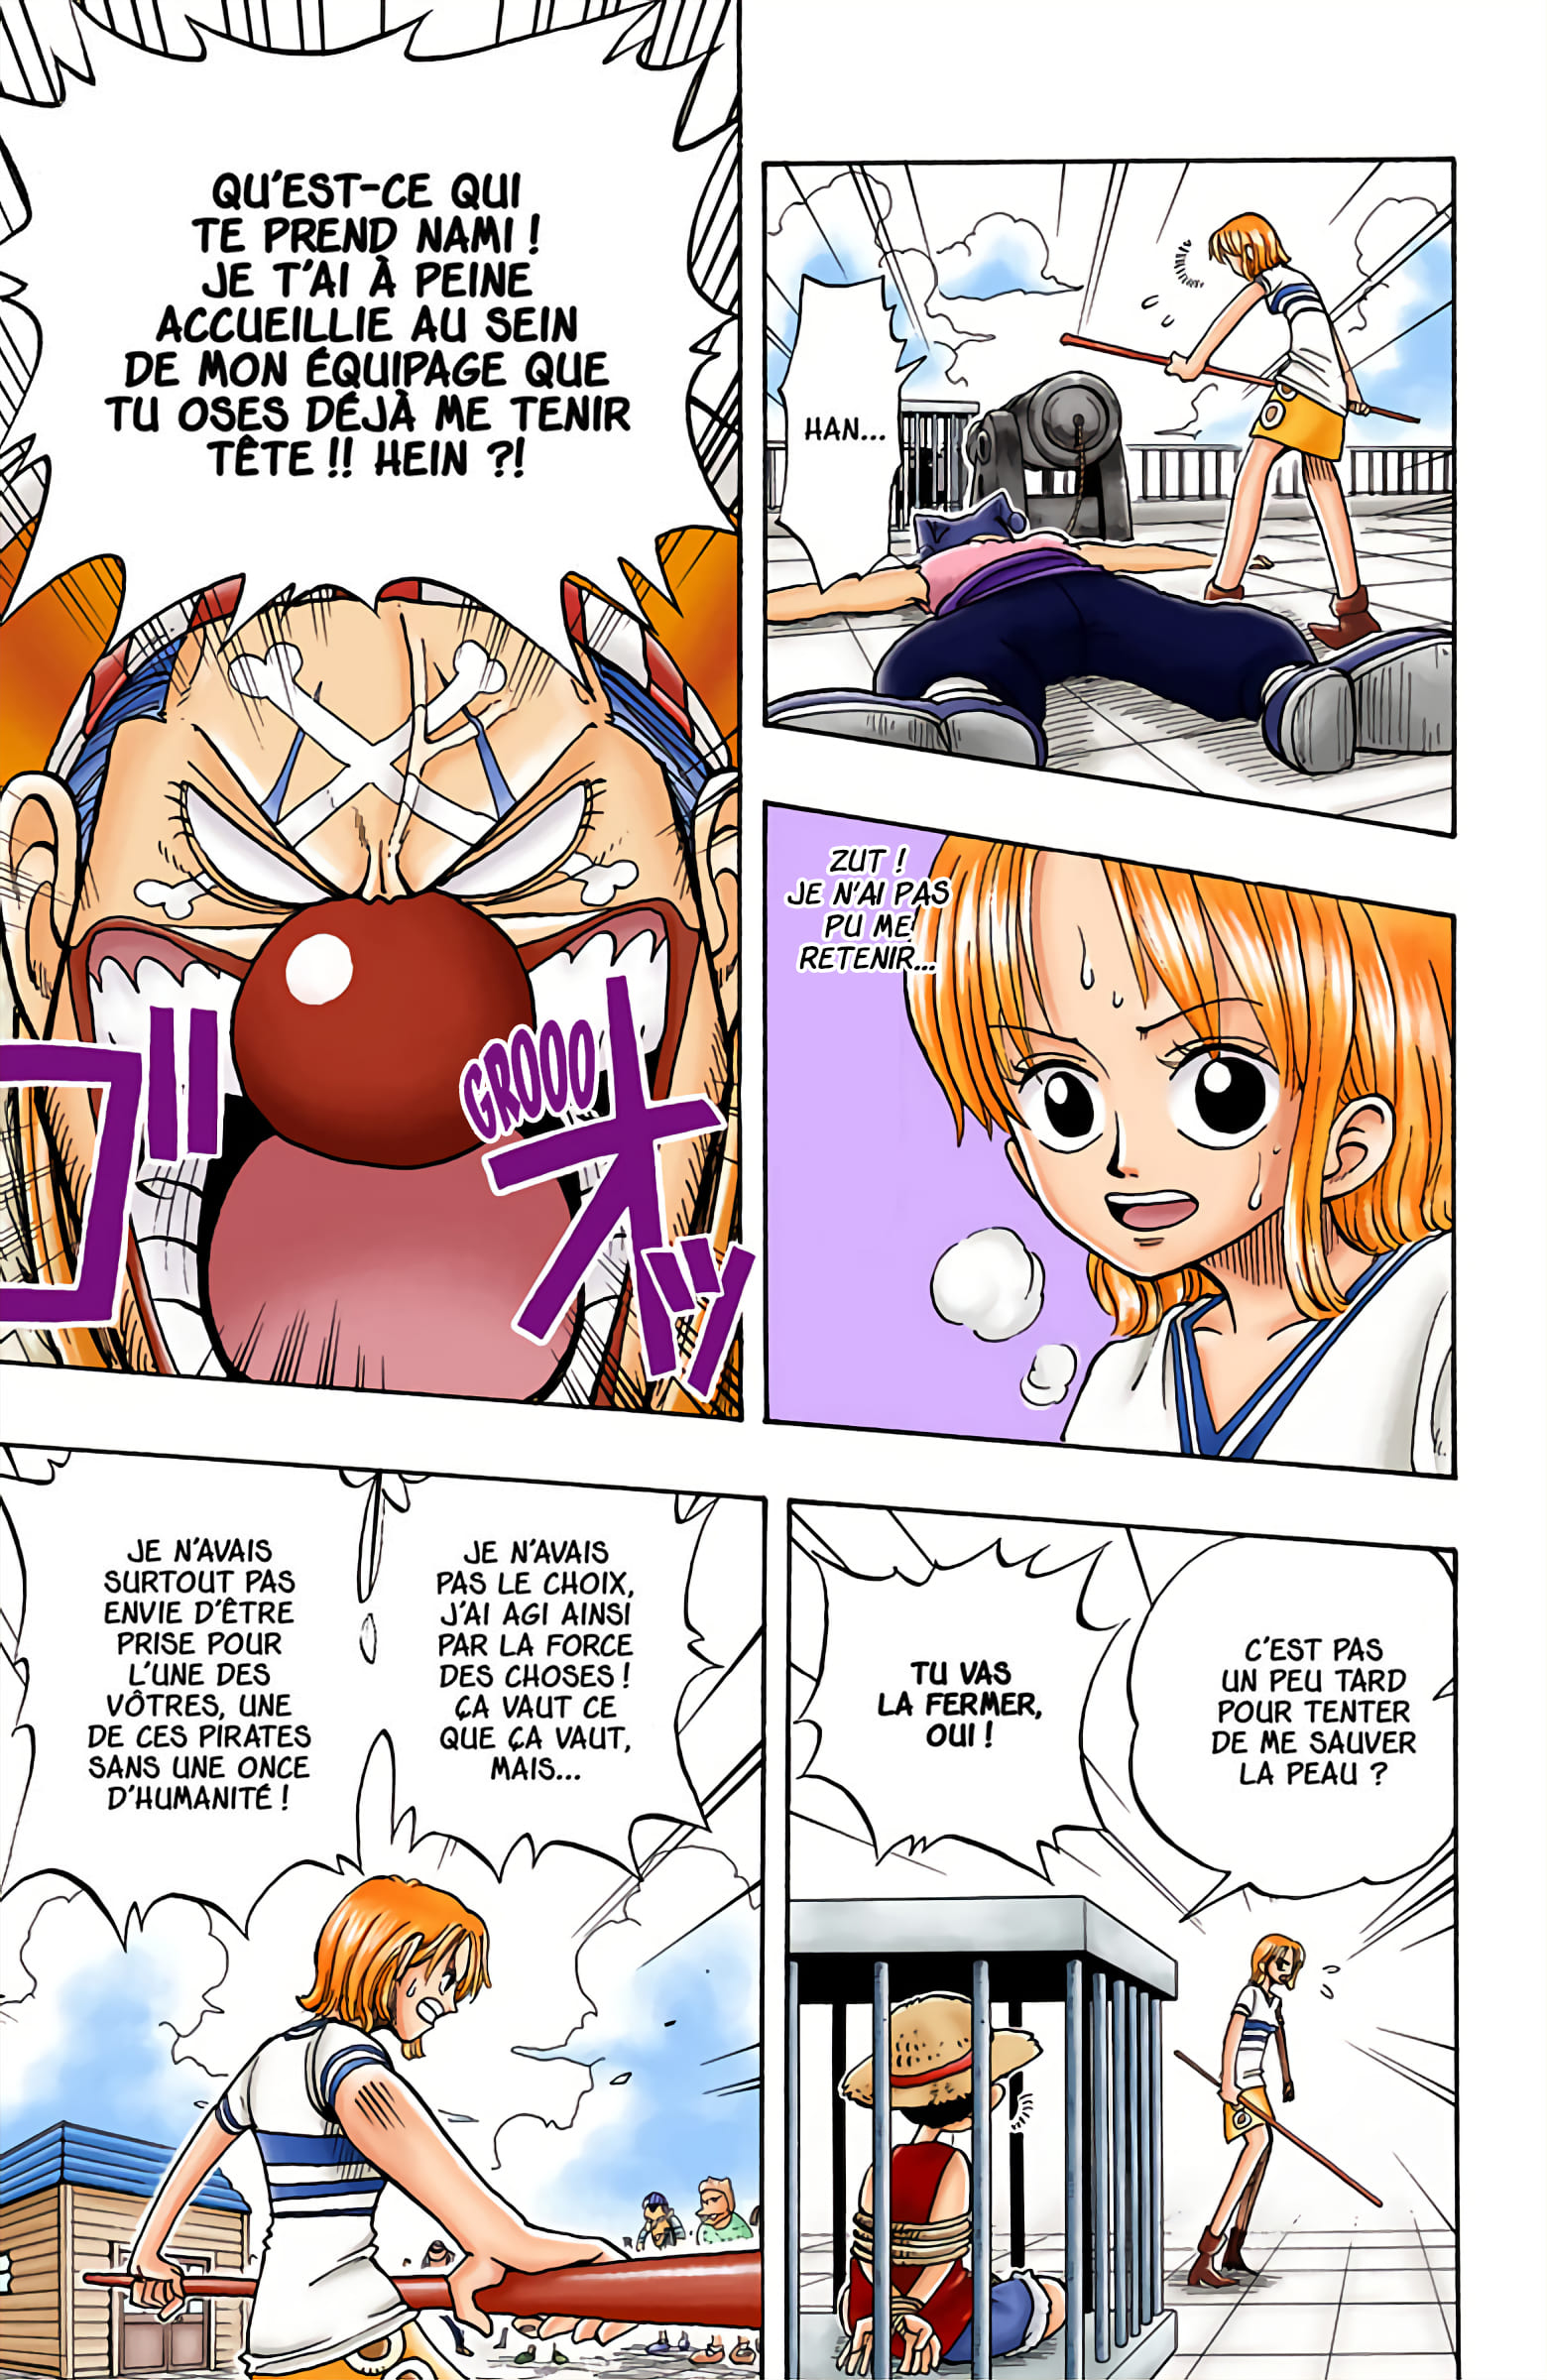 HAN...
ZUT !
JE N'AI PAS
PU ME
RETENIR...
QU'EST-CE QUI
TE PREND NAMI !
JE T'AI À PEINE
ACCUEILLIE AU SEIN
DE MON ÉQUIPAGE QUE
TU OSES DÉJÀ ME TENIR
TÊTE !! HEIN ?!
GROOO
ゴオッ
C'EST PAS
UN PEU TARD
POUR TENTER
DE ME SAUVER
LA PEAU ?
TU VAS
LA FERMER,
OUI !
JE N'AVAIS
PAS LE CHOIX,
J'AI AGI AINSI
PAR LA FORCE
DES CHOSES !
ÇA VAUT CE
QUE ÇA VAUT,
MAIS...
JE N'AVAIS
SURTOUT PAS
ENVIE D'ÊTRE
PRISE POUR
L'UNE DES
VÔTRES, UNE
DE CES PIRATES
SANS UNE ONCE
D'HUMANITÉ !